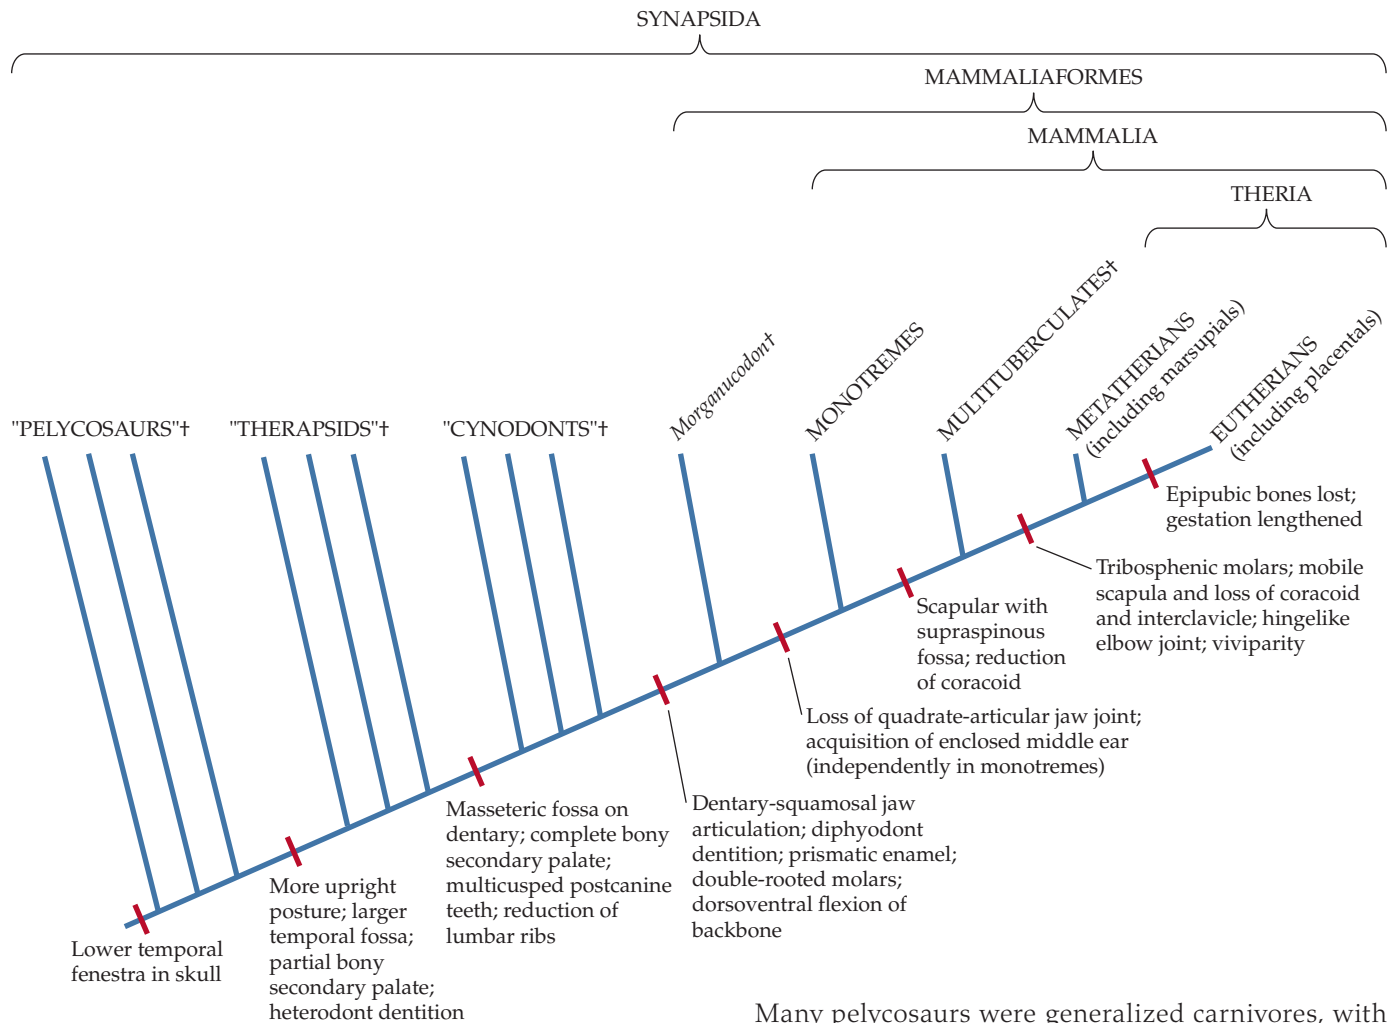 SYNAPSIDA
MAMMALIAFORMES
MAMMALIA
THERIA
"PELYCOSAURS"†
"THERAPSIDS"†
"CYNODONTS"†
Morganucodon†
MONOTREMES
MULTITUBERCULATES†
METATHERIANS
(including marsupials)
EUTHERIANS
(including placentals)
Epipubic bones lost;
gestation lengthened
Tribosphenic molars; mobile
scapula and loss of coracoid
and interclavicle; hingelike
elbow joint; viviparity
Scapular with
supraspinous
fossa; reduction
of coracoid
Loss of quadrate-articular jaw joint;
acquisition of enclosed middle ear
(independently in monotremes)
Dentary-squamosal jaw
articulation; diphyodont
dentition; prismatic enamel;
double-rooted molars;
dorsoventral flexion of
backbone
Masseteric fossa on
dentary; complete bony
secondary palate;
multicusped postcanine
teeth; reduction of
lumbar ribs
More upright
posture; larger
temporal fossa;
partial bony
secondary palate;
heterodont dentition
Lower temporal
fenestra in skull
Many pelycosaurs were generalized carnivores, with